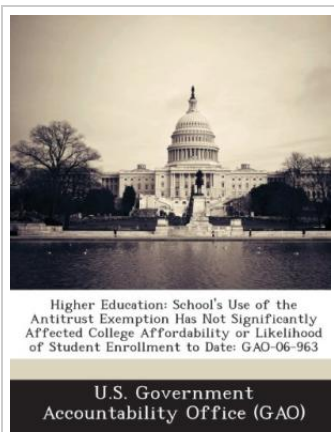 Higher Education: School's Use of the
Antitrust Exemption Has Not Significantly
Affected College Affordability or Likelihood
of Student Enrollment to Date: GAO-06-963
U.S. Government
Accountability Office (GAO)